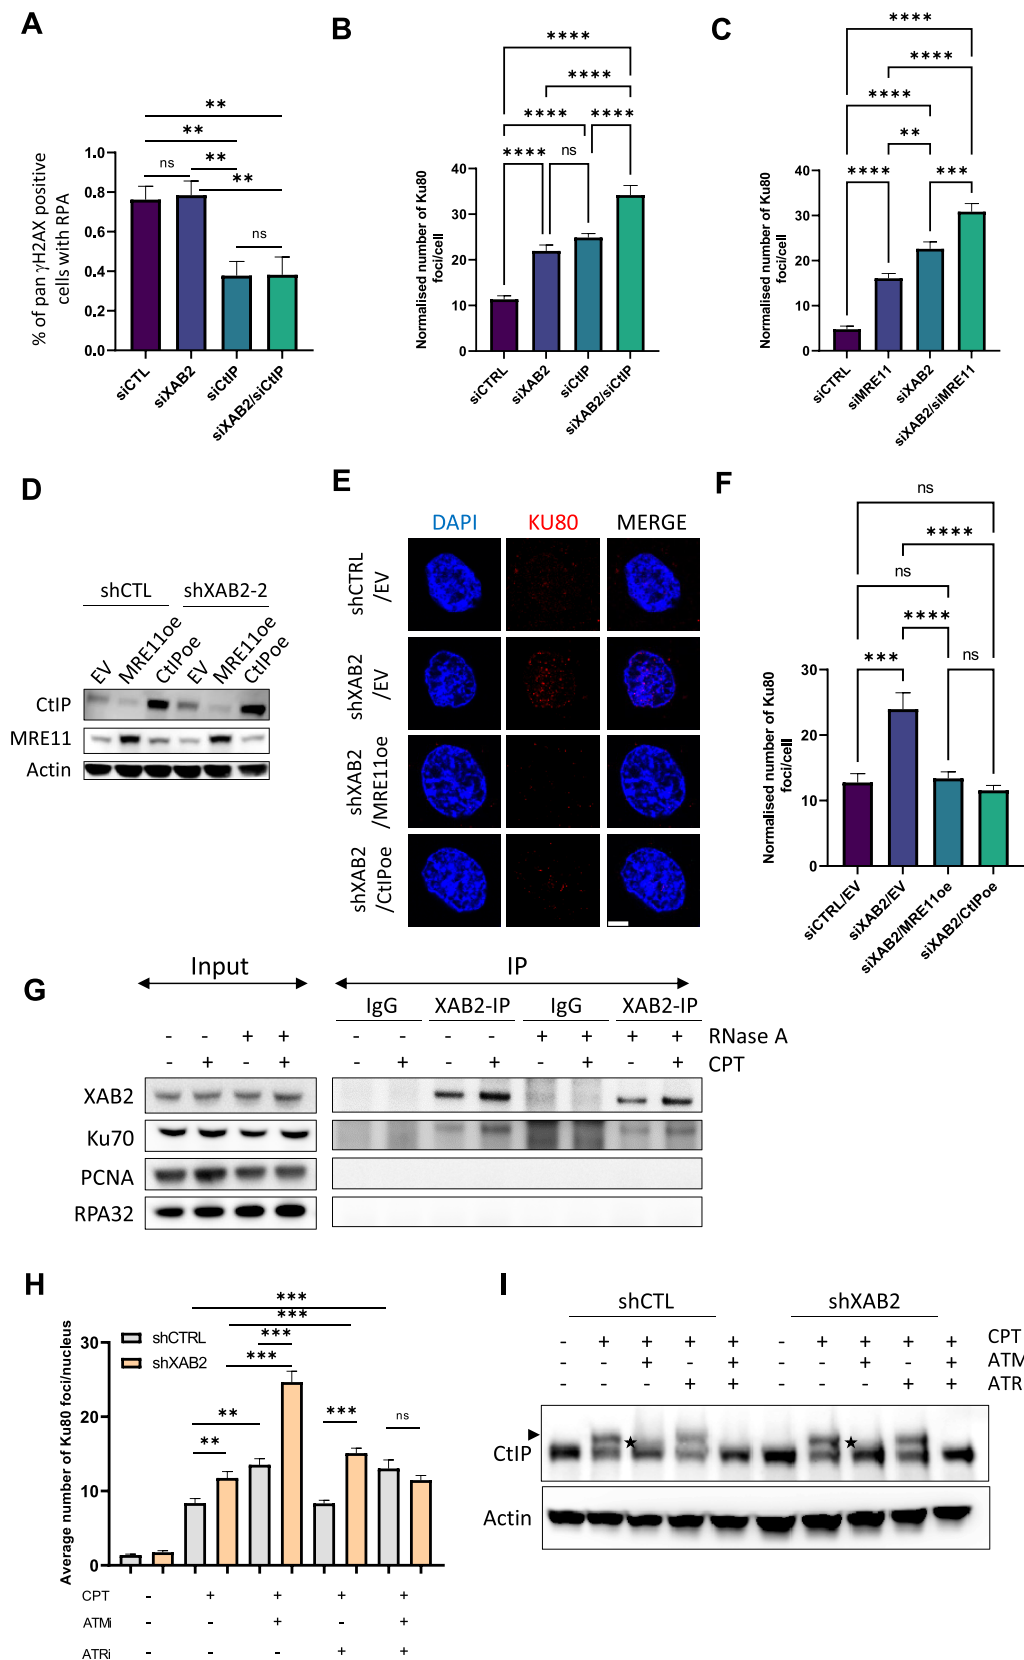 A
B
C
% of pan γH2AX positive
cells with RPA
** 
**
ns
**
**
ns
1.0
0.8
0.6
0.4
0.2
0.0
siCTL
siXAB2
siCtIP
siXAB2/siCtIP
Normalised number of Ku80
foci/cell
****
****
****
****
****
ns
40
30
20
10
0
siCTRL
siXAB2
siCtIP
siXAB2/siCtIP
Normalised number of Ku80
foci/cell
****
****
****
**
****
***
40
30
20
10
0
siCTRL
siMRE11
siXAB2
siXAB2/siMRE11
D
shCTL
shXAB2-2
EV
MRE11oe
CtIPoe
EV
MRE11oe
CtIPoe
CtIP
MRE11
Actin
E
DAPI
KU80
MERGE
shCTRL
/EV
shXAB2
/EV
shXAB2
/MRE11oe
shXAB2
/CtIPoe
F
Normalised number of Ku80
foci/cell
ns
****
ns
****
***
ns
30
20
10
0
siCTRL/EV
siXAB2/EV
siXAB2/MRE11oe
siXAB2/CtIPoe
G
Input
IP
IgG
XAB2-IP
IgG
XAB2-IP
- - + + - - - - + + + + RNase A
- + - + - + - + - + - + CPT
XAB2
Ku70
PCNA
RPA32
H
Average number of Ku80 foci/nucleus
shCTRL
shXAB2
***
***
***
***
**
**
***
ns
30
20
10
0
CPT - + + + +
ATMi - - + - +
ATRi - - - + +
I
shCTL
shXAB2
- + + + + - + + + + CPT
- - + - + - - + - + ATM
- - - + + - - - + + ATR
CtIP
Actin